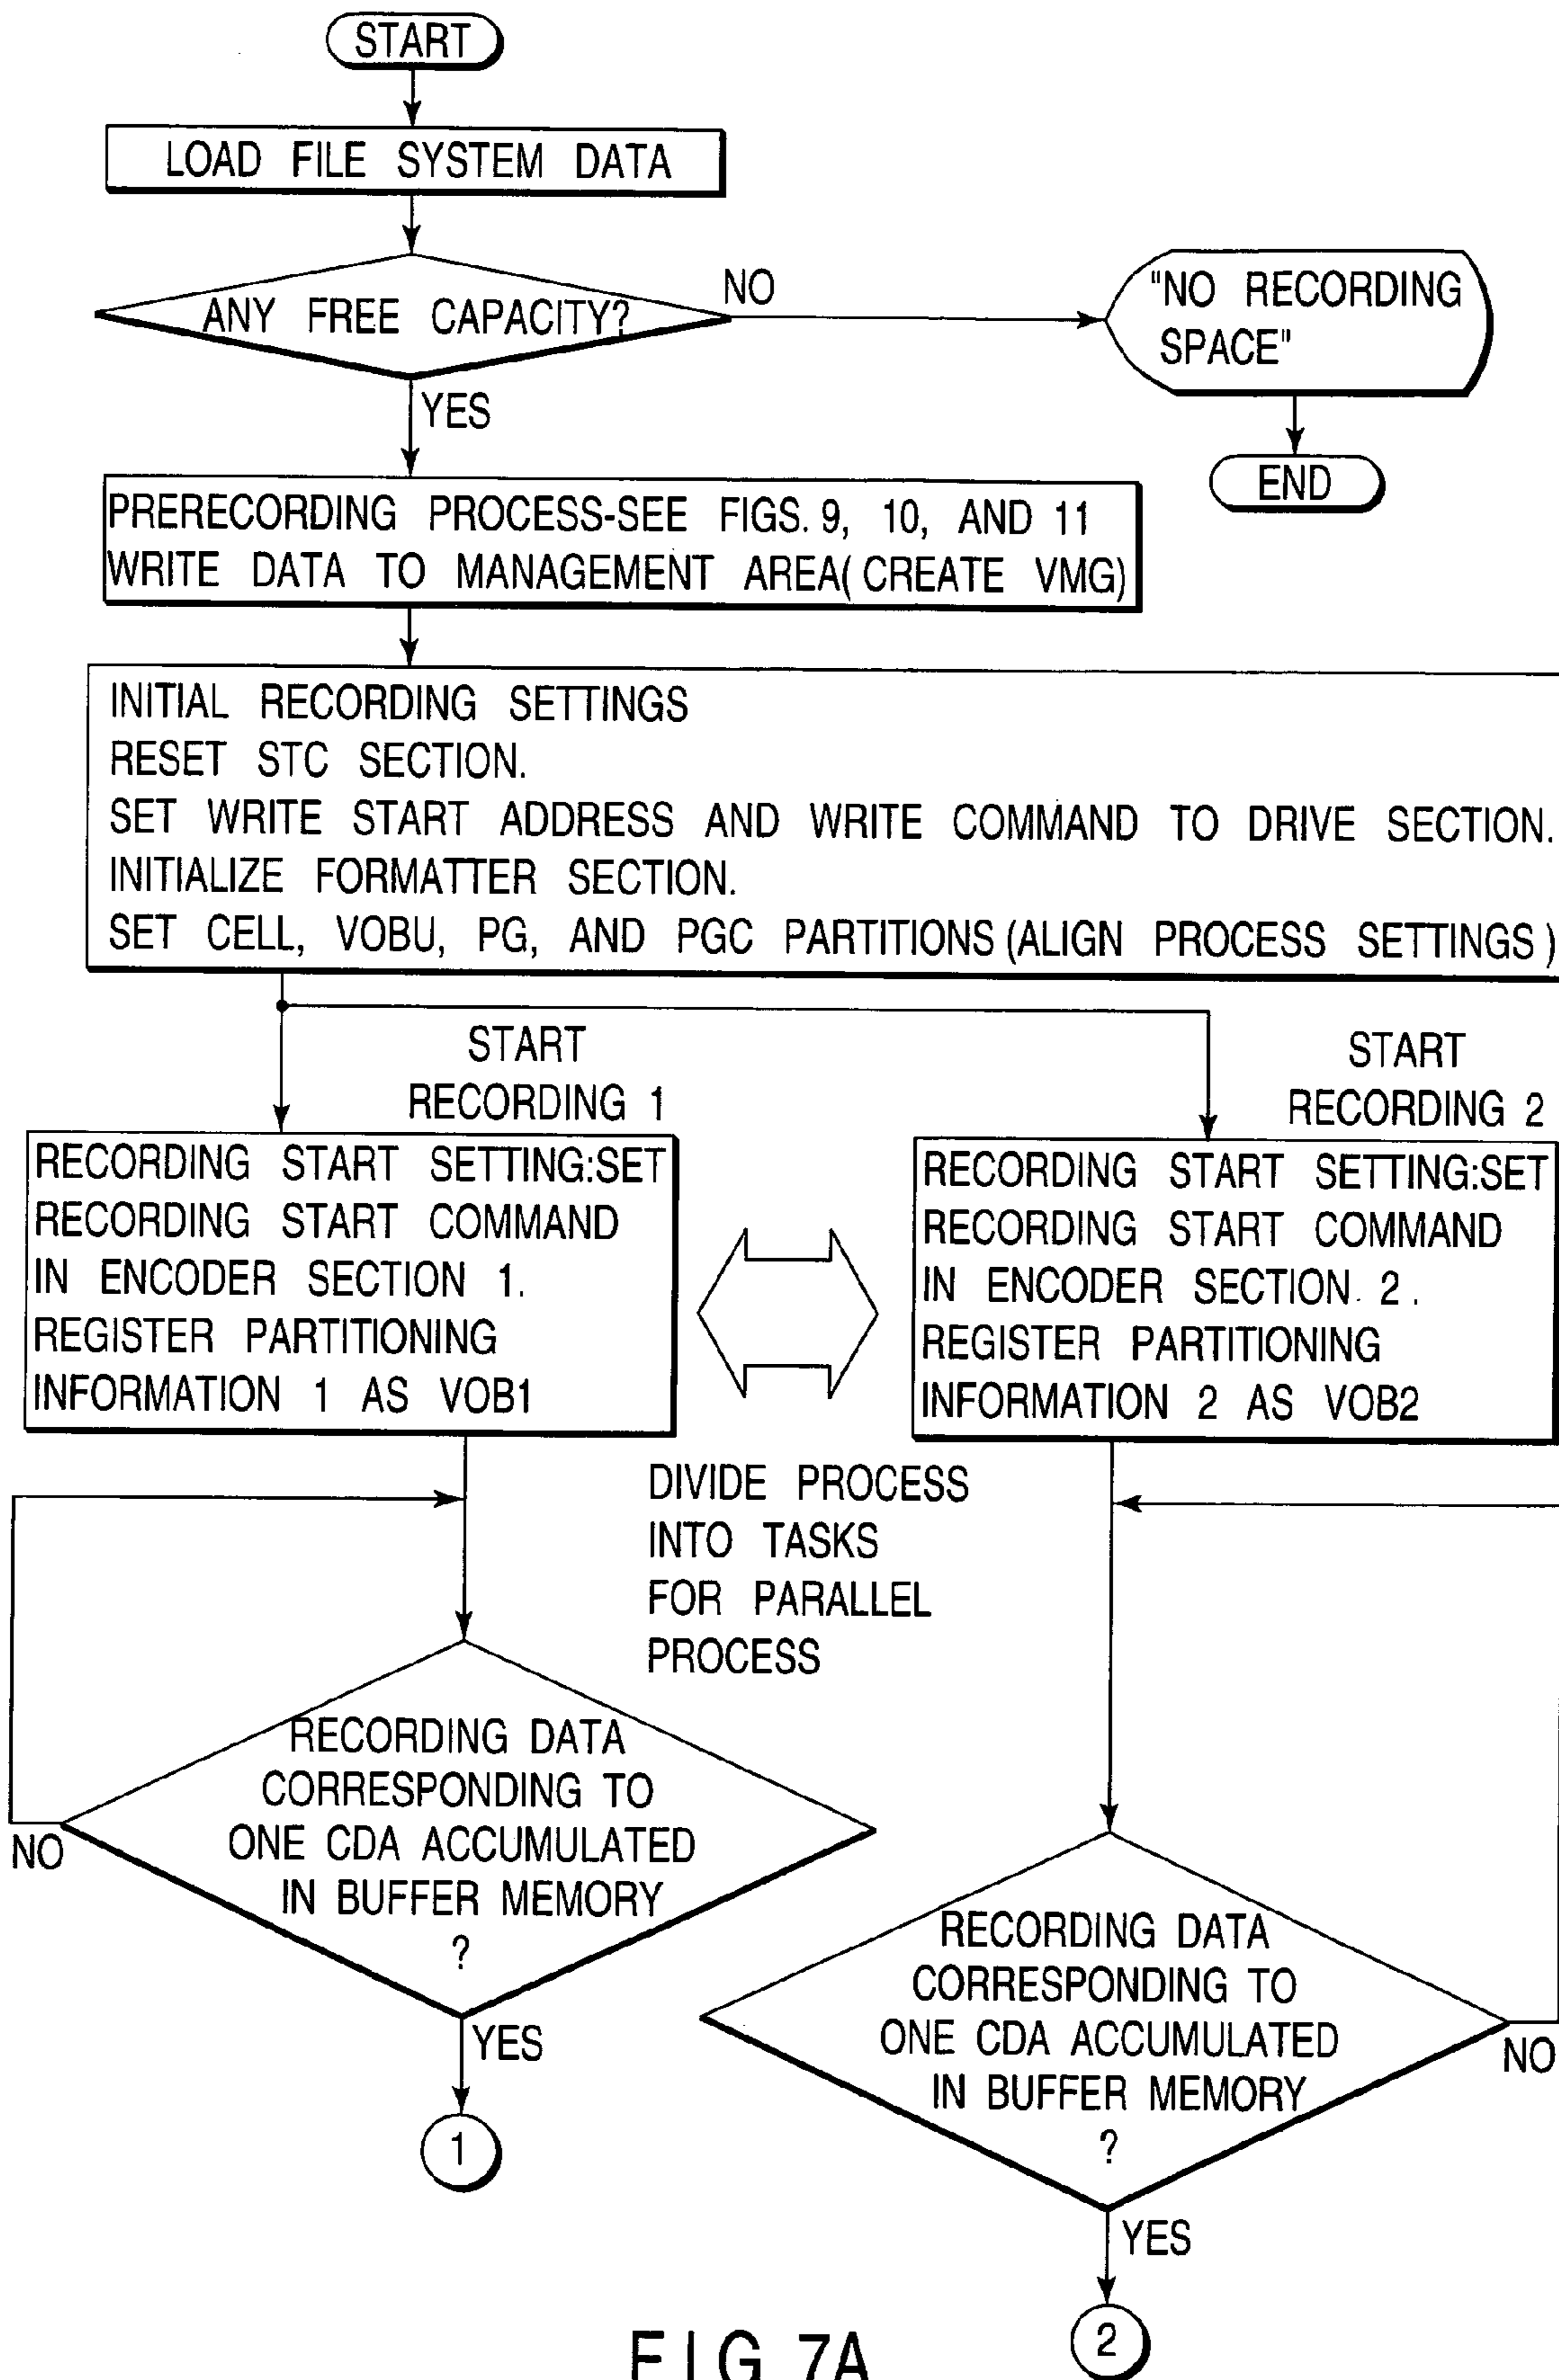 START
LOAD FILE SYSTEM DATA
ANY FREE CAPACITY?
NO
"NO RECORDING
SPACE"
END
YES
PRERECORDING PROCESS-SEE FIGS. 9, 10, AND 11
WRITE DATA TO MANAGEMENT AREA(CREATE VMG)
INITIAL RECORDING SETTINGS
RESET STC SECTION.
SET WRITE START ADDRESS AND WRITE COMMAND TO DRIVE SECTION.
INITIALIZE FORMATTER SECTION.
SET CELL, VOBU, PG, AND PGC PARTITIONS (ALIGN PROCESS SETTINGS)
START
RECORDING 1
START
RECORDING 2
RECORDING START SETTING:SET
RECORDING START COMMAND
IN ENCODER SECTION 1.
REGISTER PARTITIONING
INFORMATION 1 AS VOB1
RECORDING START SETTING:SET
RECORDING START COMMAND
IN ENCODER SECTION 2.
REGISTER PARTITIONING
INFORMATION 2 AS VOB2
DIVIDE PROCESS
INTO TASKS
FOR PARALLEL
PROCESS
RECORDING DATA
CORRESPONDING TO
ONE CDA ACCUMULATED
IN BUFFER MEMORY
?
NO
YES
1
RECORDING DATA
CORRESPONDING TO
ONE CDA ACCUMULATED
IN BUFFER MEMORY
?
NO
YES
2
FIG. 7A